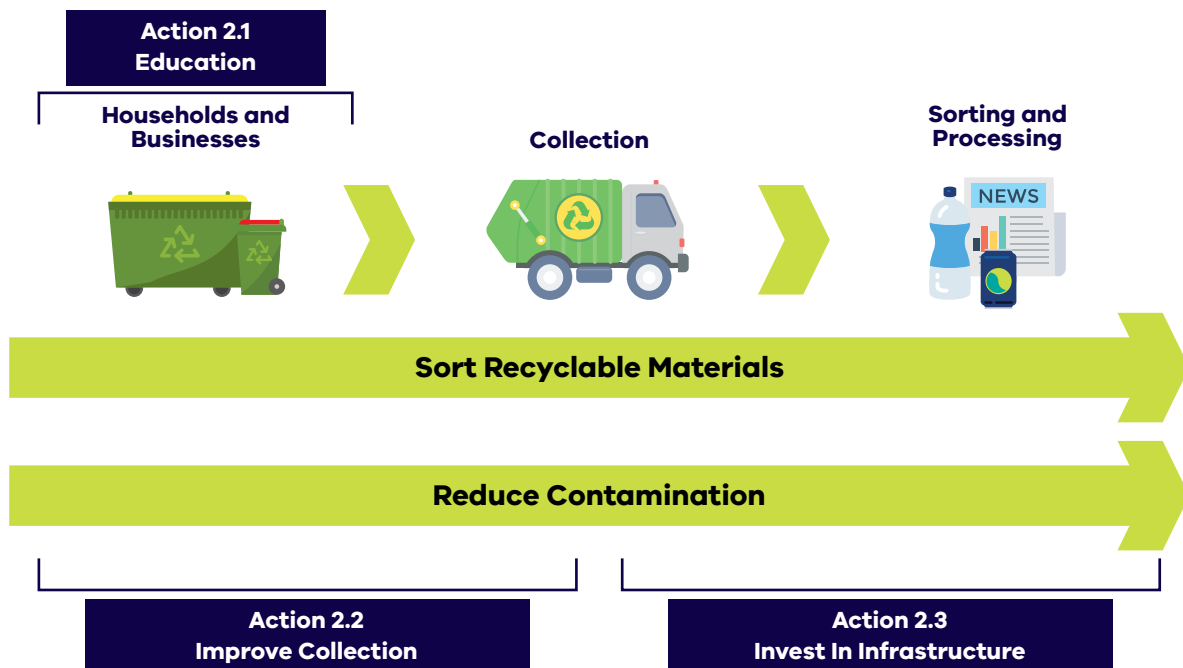 Action 2.1
Education
Households and
Businesses
Collection
Sorting and
Processing
NEWS
Sort Recyclable Materials
Reduce Contamination
Action 2.2
Improve Collection
Action 2.3
Invest In Infrastructure